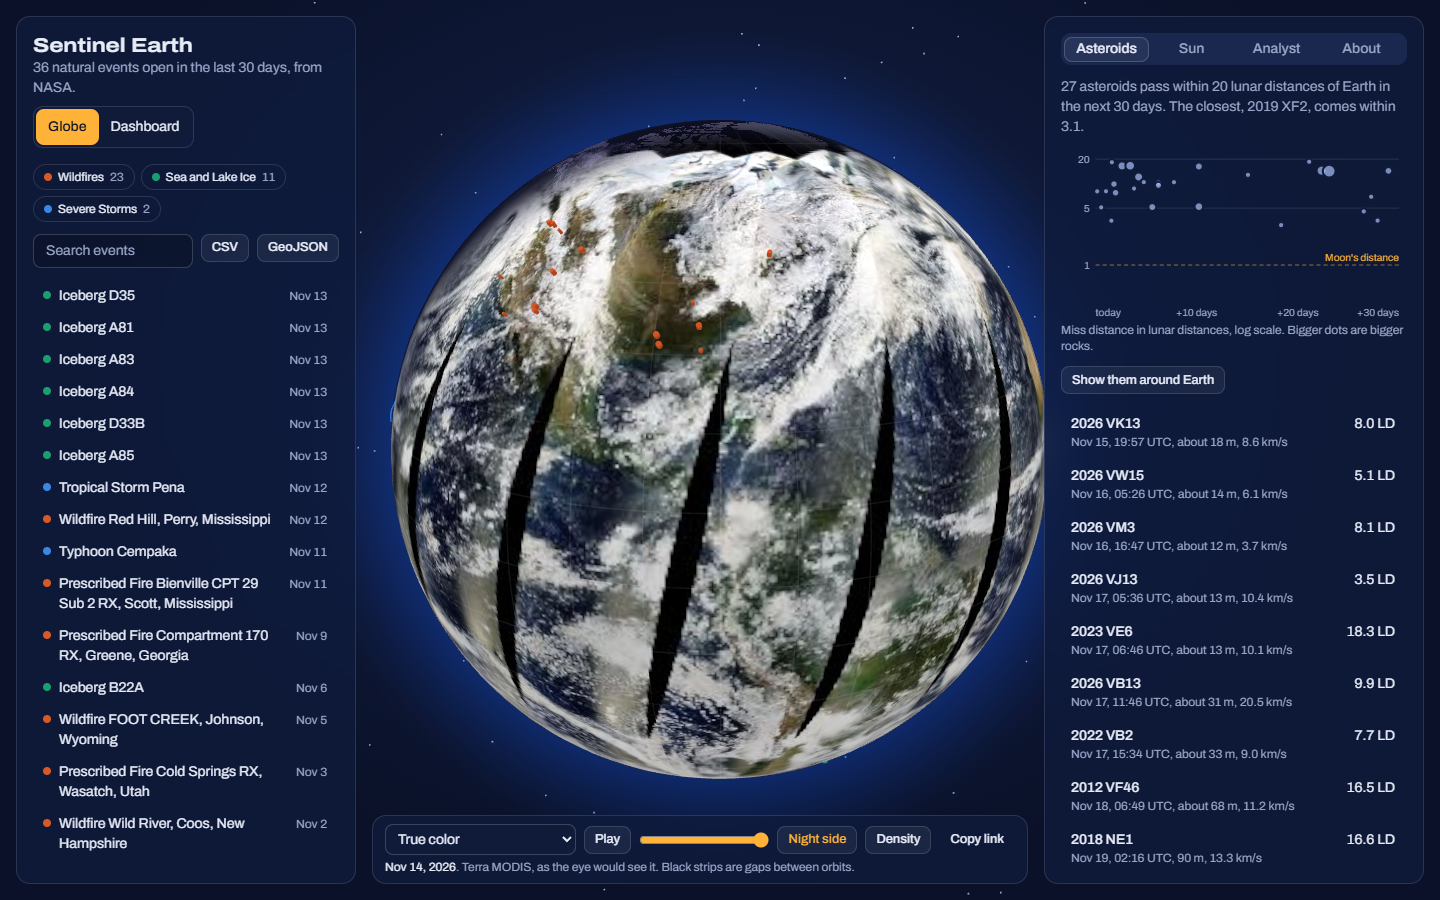 Sentinel Earth
36 natural events open in the last 30 days, from
NASA.
Globe Dashboard
Wildfires 23 Sea and Lake Ice 11
Severe Storms 2
Search events CSV GeoJSON
Iceberg D35 Nov 13
Iceberg A81 Nov 13
Iceberg A83 Nov 13
Iceberg A84 Nov 13
Iceberg D33B Nov 13
Iceberg A85 Nov 13
Tropical Storm Pena Nov 12
Wildfire Red Hill, Perry, Mississippi Nov 12
Typhoon Cempaka Nov 11
Prescribed Fire Bienville CPT 29 Nov 11
Sub 2 RX, Scott, Mississippi
Prescribed Fire Compartment 170 Nov 9
RX, Greene, Georgia
Iceberg B22A Nov 6
Wildfire FOOT CREEK, Johnson, Nov 5
Wyoming
Prescribed Fire Cold Springs RX, Nov 3
Wasatch, Utah
Wildfire Wild River, Coos, New Nov 2
Hampshire
True color Play Night side Density Copy link
Nov 14, 2026. Terra MODIS, as the eye would see it. Black strips are gaps between orbits.
Asteroids Sun Analyst About
27 asteroids pass within 20 lunar distances of Earth in
the next 30 days. The closest, 2019 XF2, comes within
3.1.
20
5
Moon's distance
1
today +10 days +20 days +30 days
Miss distance in lunar distances, log scale. Bigger dots are bigger
rocks.
Show them around Earth
2026 VK13 8.0 LD
Nov 15, 19:57 UTC, about 18 m, 8.6 km/s
2026 VW15 5.1 LD
Nov 16, 05:26 UTC, about 14 m, 6.1 km/s
2026 VM3 8.1 LD
Nov 16, 16:47 UTC, about 12 m, 3.7 km/s
2026 VJ13 3.5 LD
Nov 17, 05:36 UTC, about 13 m, 10.4 km/s
2023 VE6 18.3 LD
Nov 17, 06:46 UTC, about 13 m, 10.1 km/s
2026 VB13 9.9 LD
Nov 17, 11:46 UTC, about 31 m, 20.5 km/s
2022 VB2 7.7 LD
Nov 17, 15:34 UTC, about 33 m, 9.0 km/s
2012 VF46 16.5 LD
Nov 18, 06:49 UTC, about 68 m, 11.2 km/s
2018 NE1 16.6 LD
Nov 19, 02:16 UTC, 90 m, 13.3 km/s